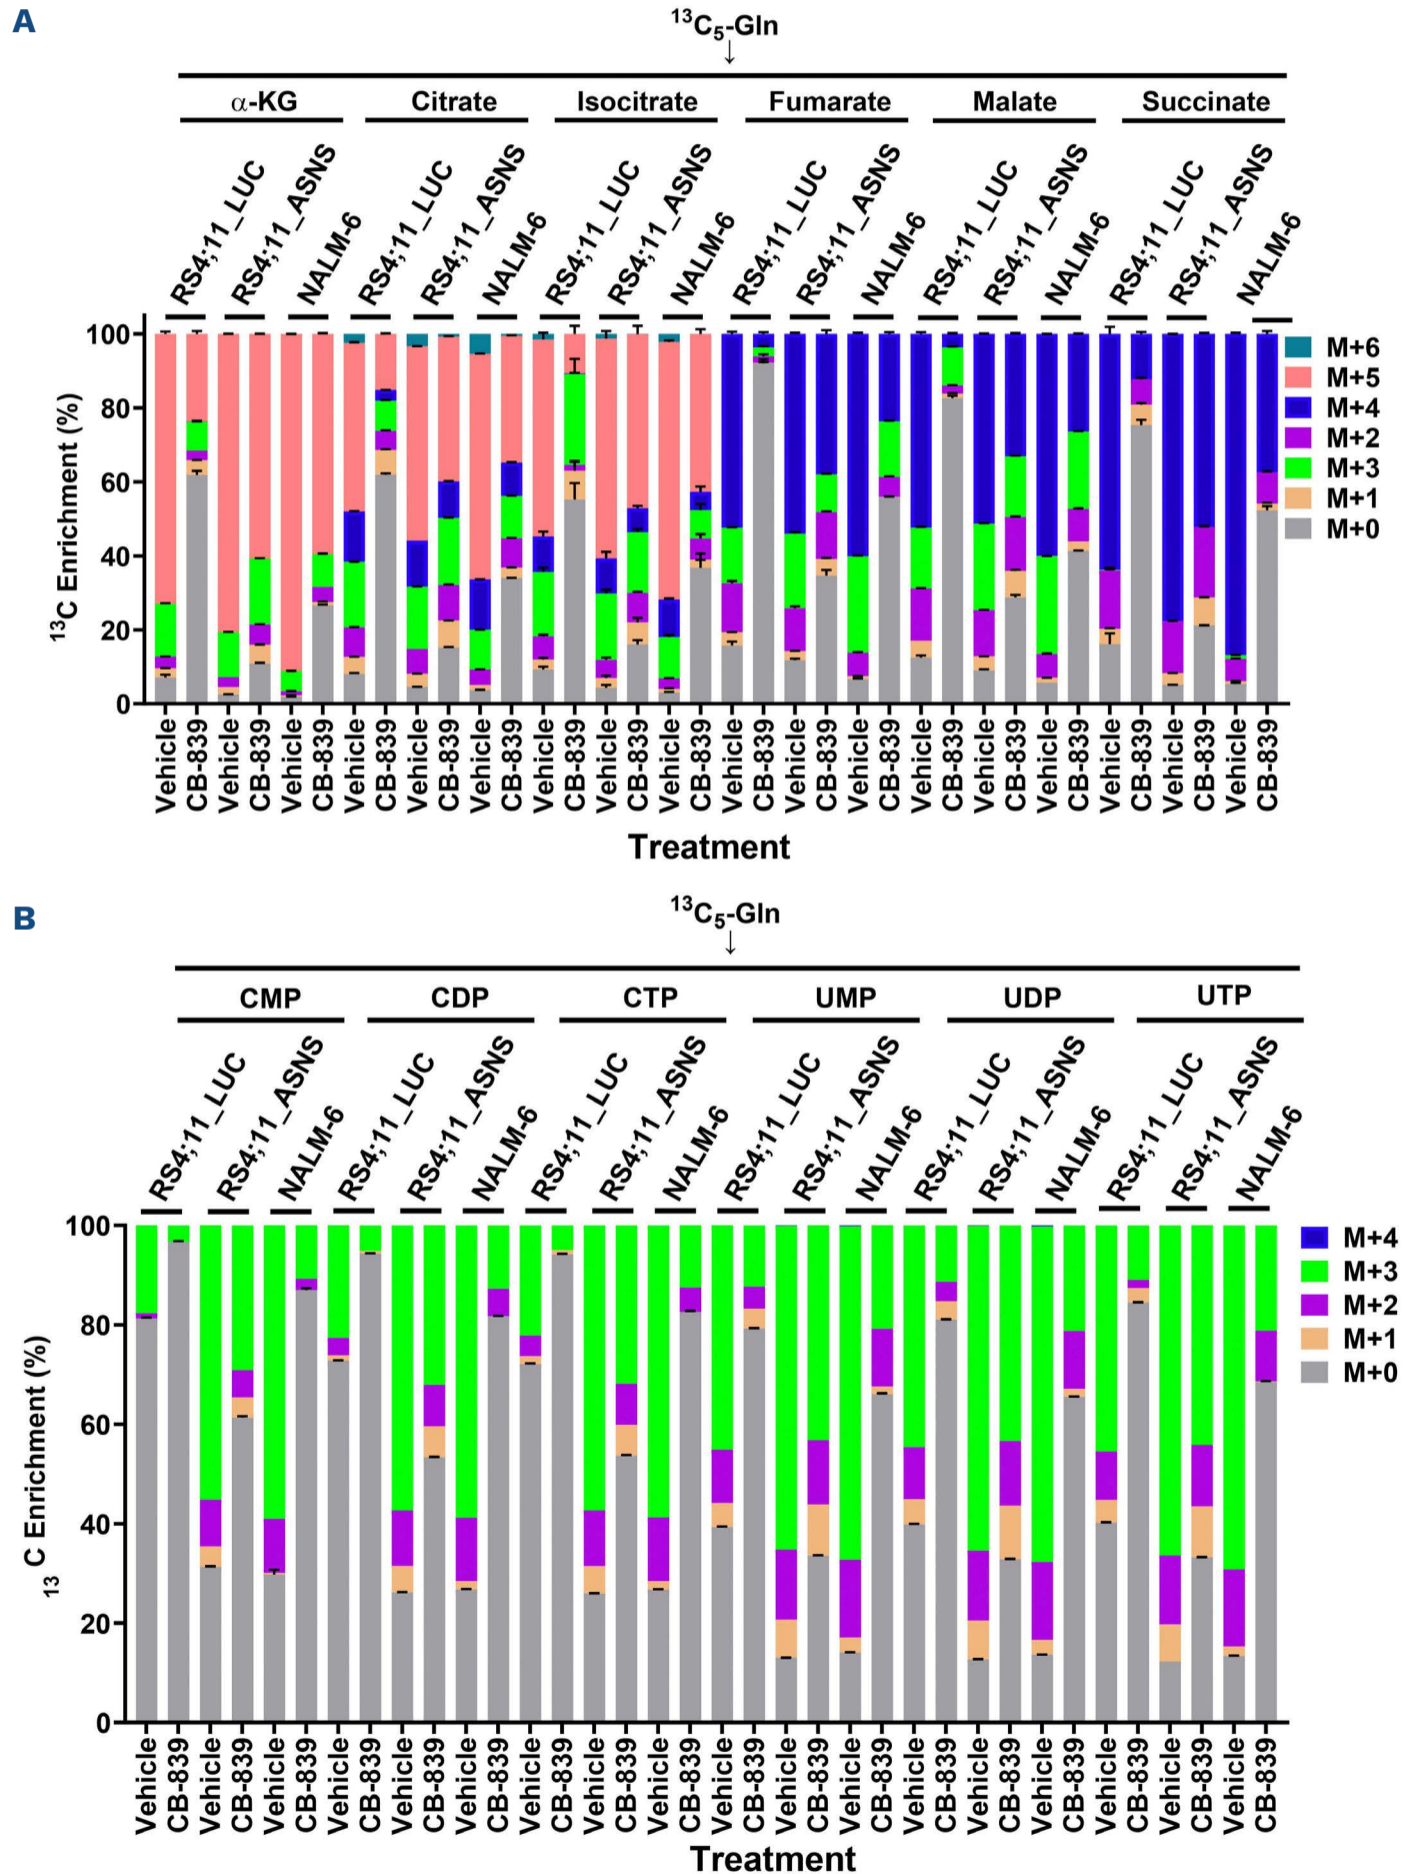 A
13C5-Gln
↓
α-KG Citrate Isocitrate Fumarate Malate Succinate
RS4;11_LUC RS4;11_ASNS NALM-6 RS4;11_LUC RS4;11_ASNS NALM-6 RS4;11_LUC RS4;11_ASNS NALM-6 RS4;11_LUC RS4;11_ASNS NALM-6 RS4;11_LUC RS4;11_ASNS NALM-6 RS4;11_LUC RS4;11_ASNS NALM-6
13C Enrichment (%)
100
80
60
40
20
0
M+6
M+5
M+4
M+2
M+3
M+1
M+0
Vehicle CB-839 Vehicle CB-839 Vehicle CB-839 Vehicle CB-839 Vehicle CB-839 Vehicle CB-839 Vehicle CB-839 Vehicle CB-839 Vehicle CB-839 Vehicle CB-839 Vehicle CB-839 Vehicle CB-839 Vehicle CB-839 Vehicle CB-839 Vehicle CB-839 Vehicle CB-839 Vehicle CB-839 Vehicle CB-839
Treatment
B
13C5-Gln
↓
CMP CDP CTP UMP UDP UTP
RS4;11_LUC RS4;11_ASNS NALM-6 RS4;11_LUC RS4;11_ASNS NALM-6 RS4;11_LUC RS4;11_ASNS NALM-6 RS4;11_LUC RS4;11_ASNS NALM-6 RS4;11_LUC RS4;11_ASNS NALM-6 RS4;11_LUC RS4;11_ASNS NALM-6
13 C Enrichment (%)
100
80
60
40
20
0
M+4
M+3
M+2
M+1
M+0
Vehicle CB-839 Vehicle CB-839 Vehicle CB-839 Vehicle CB-839 Vehicle CB-839 Vehicle CB-839 Vehicle CB-839 Vehicle CB-839 Vehicle CB-839 Vehicle CB-839 Vehicle CB-839 Vehicle CB-839 Vehicle CB-839 Vehicle CB-839 Vehicle CB-839 Vehicle CB-839 Vehicle CB-839 Vehicle CB-839
Treatment